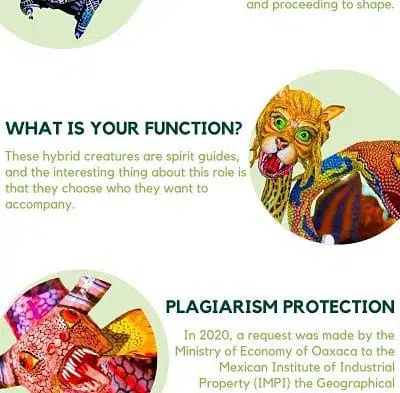 and proceeding to shape.
WHAT IS YOUR FUNCTION?
These hybrid creatures are spirit guides,
and the interesting thing about this role is
that they choose who they want to
accompany.
PLAGIARISM PROTECTION
In 2020, a request was made by the
Ministry of Economy of Oaxaca to the
Mexican Institute of Industrial
Property (IMPI) the Geographical